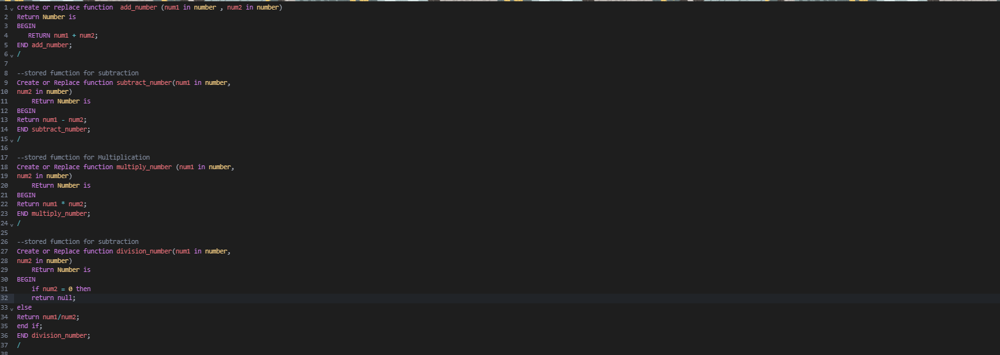 1 create or replace function  add_number (num1 in number , num2 in number)
2 Return Number is
3 BEGIN
4    RETURN num1 + num2;
5 END add_number;
6 /
7
8 --stored fumction for subtraction
9 Create or Replace function subtract_number(num1 in number,
10 num2 in number)
11     REturn Number is
12 BEGIN
13 Return num1 - num2;
14 END subtract_number;
15 /
16
17 --stored fumction for Multiplication
18 Create or Replace function multiply_number (num1 in number,
19 num2 in number)
20     REturn Number is
21 BEGIN
22 Return num1 * num2;
23 END multiply_number;
24 /
25
26 --stored fumction for subtraction
27 Create or Replace function division_number(num1 in number,
28 num2 in number)
29     REturn Number is
30 BEGIN
31     if num2 = 0 then
32     return null;
33 else
34 Return num1/num2;
35 end if;
36 END division_number;
37 /
38